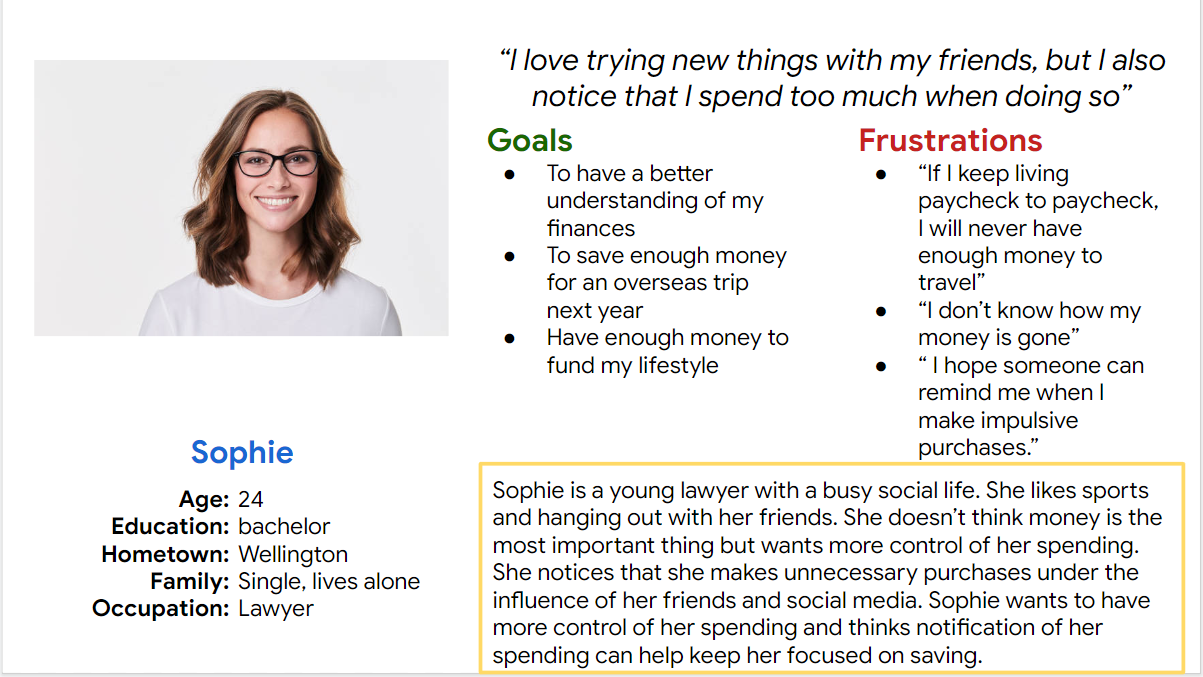 “I love trying new things with my friends, but I also
notice that I spend too much when doing so”
Goals
● To have a better
understanding of my
finances
● To save enough money
for an overseas trip
next year
● Have enough money to
fund my lifestyle
Frustrations
● “If I keep living
paycheck to paycheck,
I will never have
enough money to
travel”
● “I don’t know how my
money is gone”
● “ I hope someone can
remind me when I
make impulsive
purchases.”
Sophie
Age: 24
Education: bachelor
Hometown: Wellington
Family: Single, lives alone
Occupation: Lawyer
Sophie is a young lawyer with a busy social life. She likes sports
and hanging out with her friends. She doesn’t think money is the
most important thing but wants more control of her spending.
She notices that she makes unnecessary purchases under the
influence of her friends and social media. Sophie wants to have
more control of her spending and thinks notification of her
spending can help keep her focused on saving.